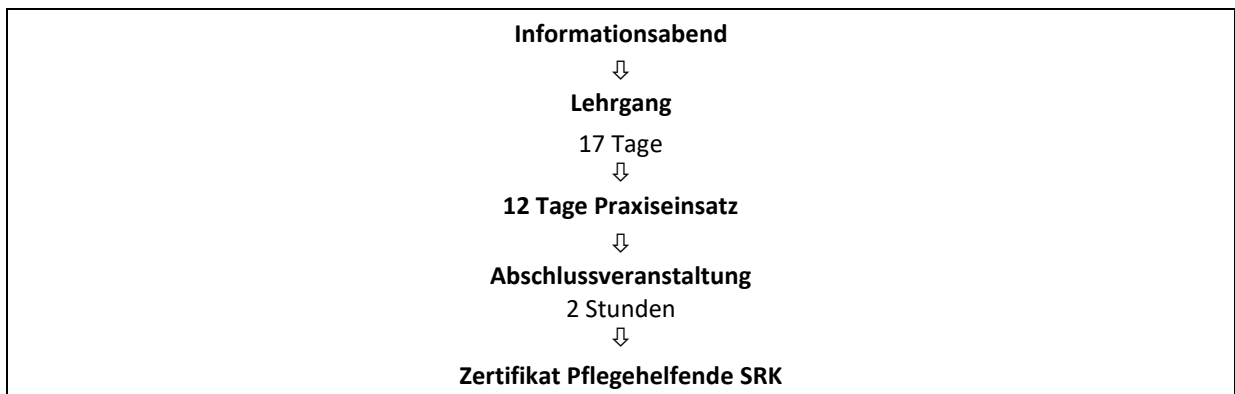 Informationsabend
⇩
Lehrgang
17 Tage
⇩
12 Tage Praxiseinsatz
⇩
Abschlussveranstaltung
2 Stunden
⇩
Zertifikat Pflegehelfende SRK